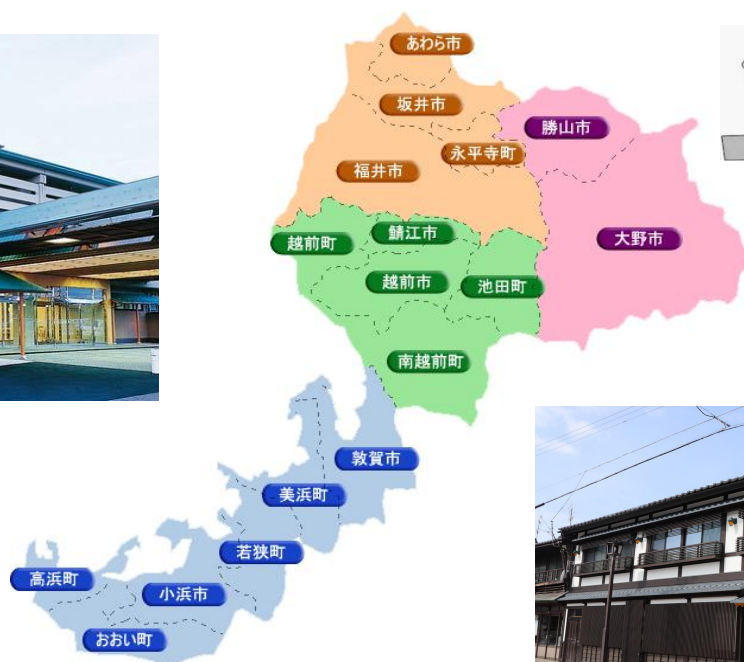 あわら市
坂井市
勝山市
永平寺町
福井市
鯖江市
越前町
大野市
越前市
池田町
南越前町
敦賀市
美浜町
若狭町
高浜町
小浜市
おおい町